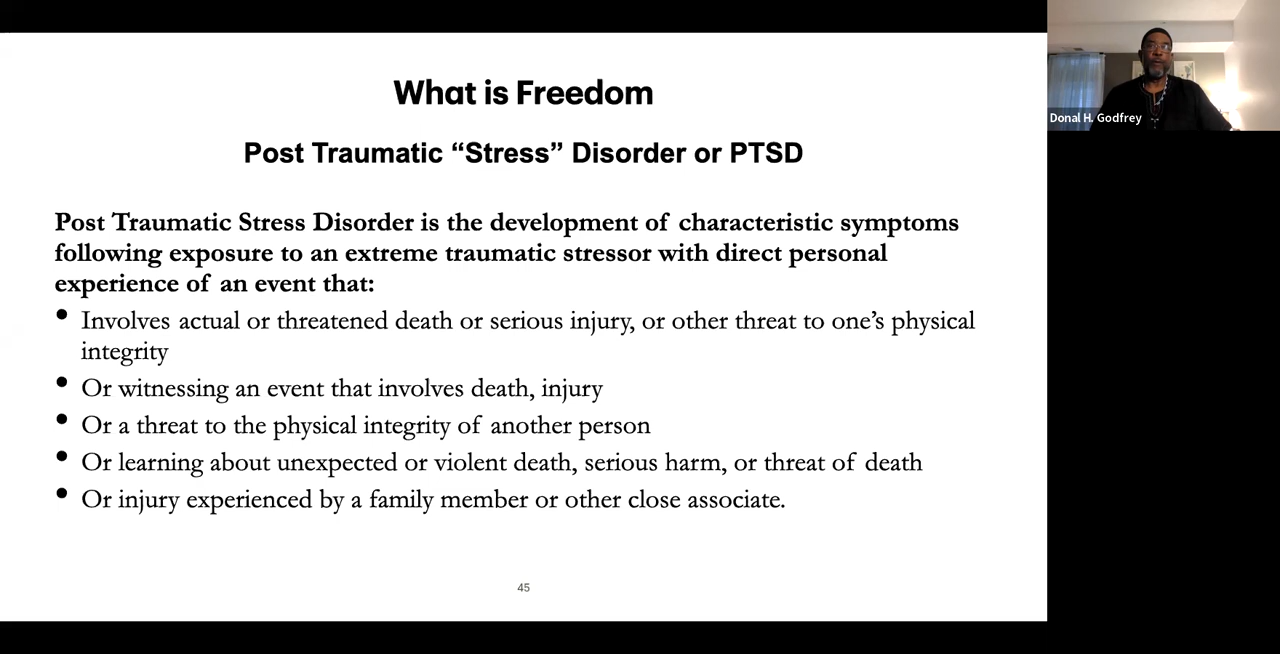 What is Freedom
Post Traumatic “Stress” Disorder or PTSD
Post Traumatic Stress Disorder is the development of characteristic symptoms
following exposure to an extreme traumatic stressor with direct personal
experience of an event that:
• Involves actual or threatened death or serious injury, or other threat to one’s physical
integrity
• Or witnessing an event that involves death, injury
• Or a threat to the physical integrity of another person
• Or learning about unexpected or violent death, serious harm, or threat of death
• Or injury experienced by a family member or other close associate.
45
Donal H. Godfrey